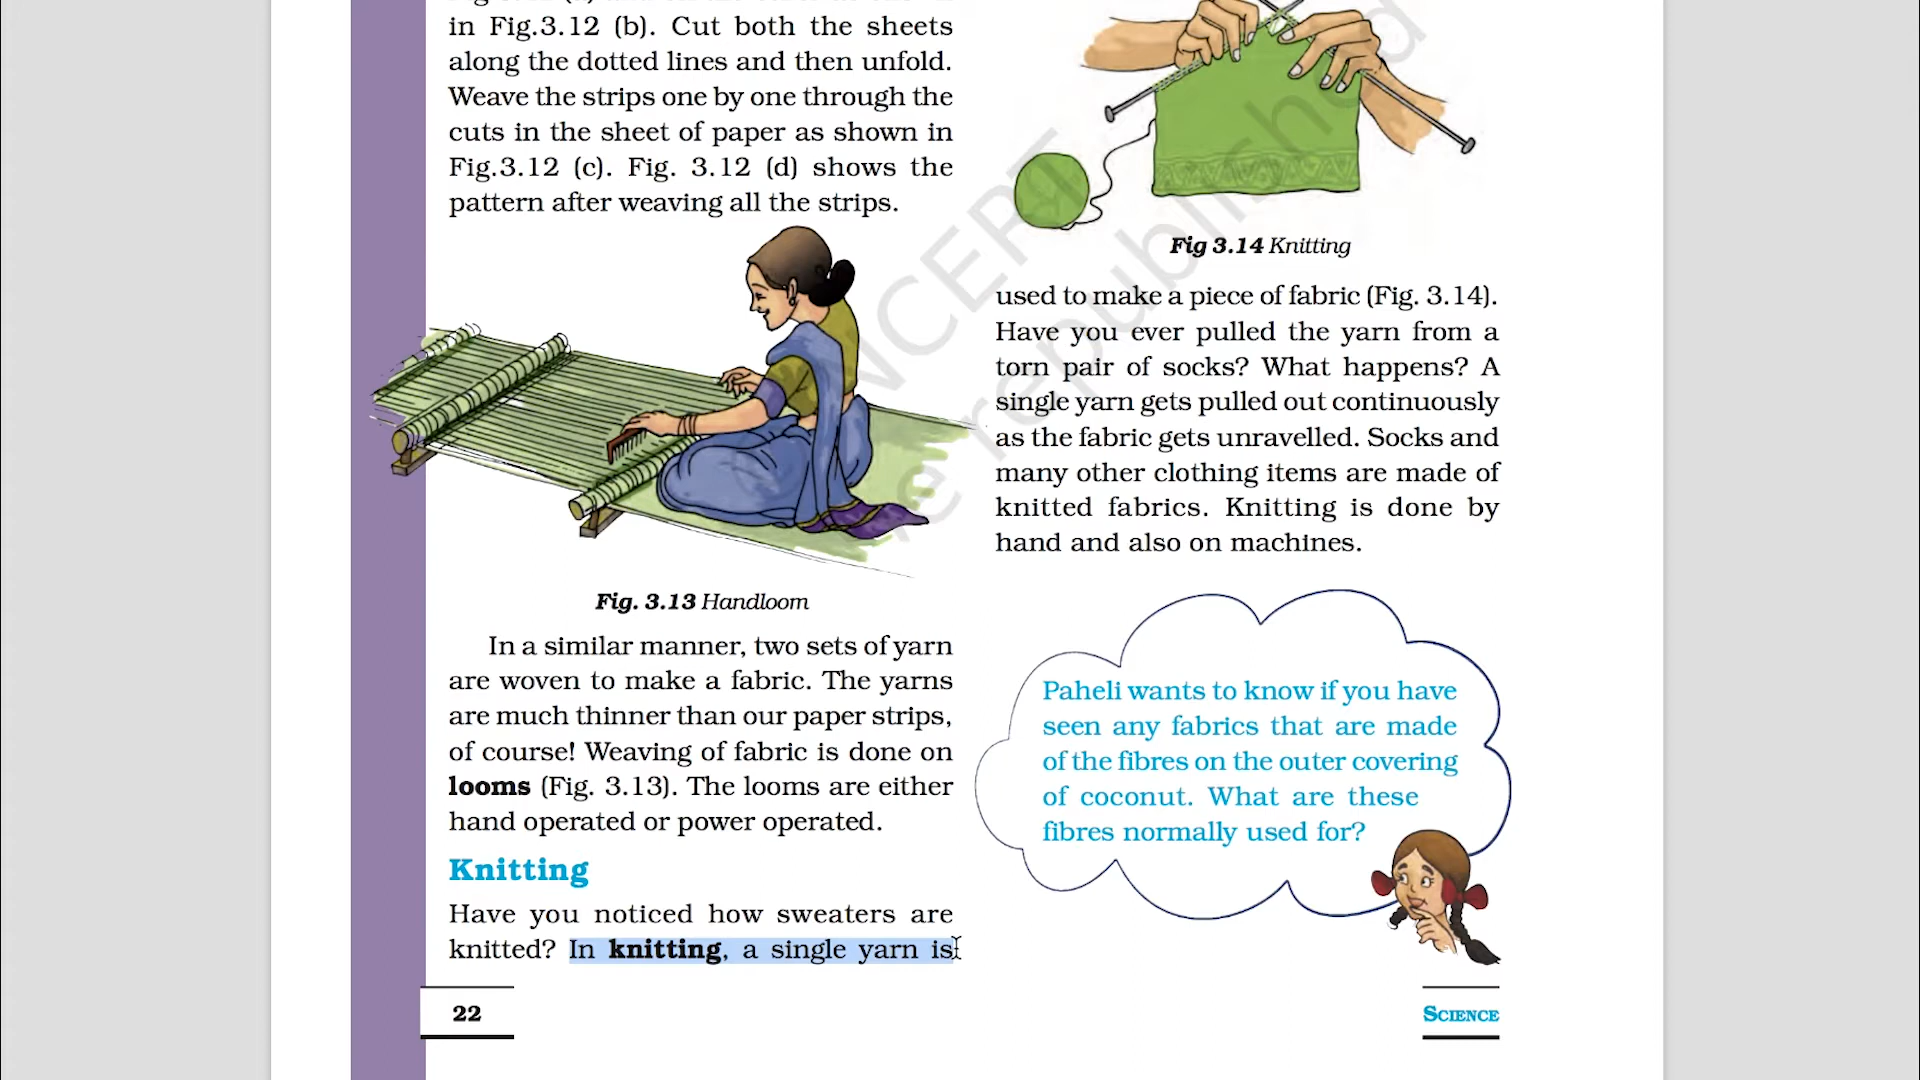 in Fig.3.12 (b). Cut both the sheets
along the dotted lines and then unfold.
Weave the strips one by one through the
cuts in the sheet of paper as shown in
Fig.3.12 (c). Fig. 3.12 (d) shows the
pattern after weaving all the strips.
Fig. 3.13 Handloom
In a similar manner, two sets of yarn
are woven to make a fabric. The yarns
are much thinner than our paper strips,
of course! Weaving of fabric is done on
looms (Fig. 3.13). The looms are either
hand operated or power operated.
Knitting
Have you noticed how sweaters are
knitted? In knitting, a single yarn is
22
Fig 3.14 Knitting
used to make a piece of fabric (Fig. 3.14).
Have you ever pulled the yarn from a
torn pair of socks? What happens? A
single yarn gets pulled out continuously
as the fabric gets unravelled. Socks and
many other clothing items are made of
knitted fabrics. Knitting is done by
hand and also on machines.
Paheli wants to know if you have
seen any fabrics that are made
of the fibres on the outer covering
of coconut. What are these
fibres normally used for?
SCIENCE
NCERT
be republished